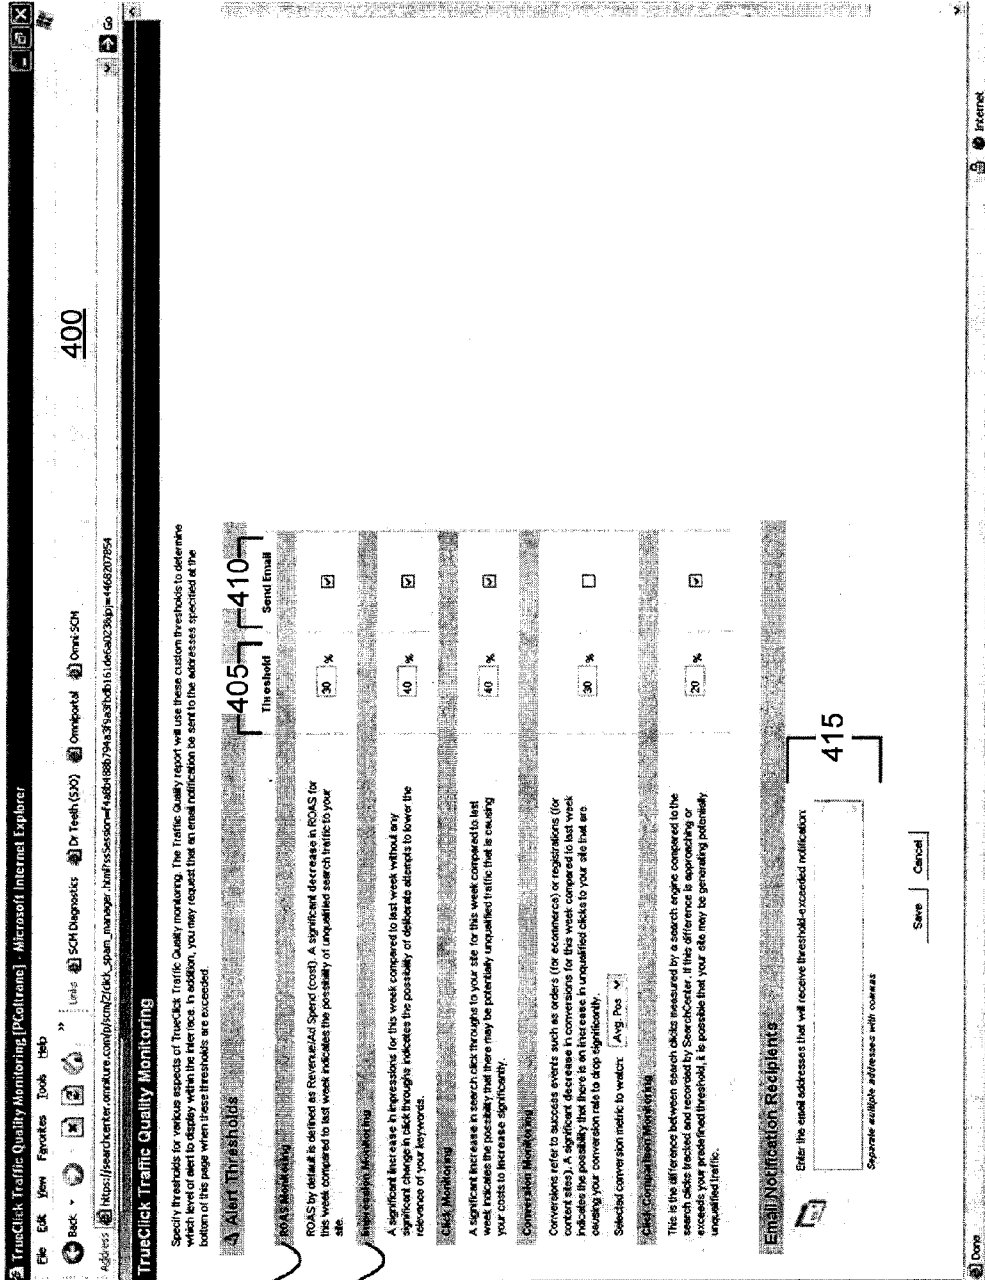 TrueClick Traffic Quality Monitoring [PColtrane] - Microsoft Internet Explorer
File Edit View Favorites Tools Help
Back
Links SCM Diagnostics Dr Teeth (SJO) Omniportal Omni-SCM
Address
400
TrueClick Traffic Quality Monitoring
Specify thresholds for various aspects of TrueClick Traffic Quality monitoring. The Traffic Quality report will use these custom thresholds to determine
which level of alert to display within the interface. In addition, you may request that an email notification be sent to the addresses specified at the
bottom of this page when these thresholds are exceeded.
Alert Thresholds
405 410
Threshold Send Email
ROAS Monitoring
ROAS by default is defined as Revenue/Ad Spend (cost). A significant decrease in ROAS for
this week compared to last week indicates the possibility of unqualified search traffic to your
site.
30 %
Impression Monitoring
A significant increase in impressions for this week compared to last week without any
significant change in click throughs indicates the possibility of deliberate attempts to lower the
relevance of your keywords.
40 %
Click Monitoring
A significant increase in search click throughs to your site for this week compared to last
week indicates the possibility that there may be potentially unqualified traffic that is causing
your costs to increase significantly.
40 %
Conversion Monitoring
Conversions refer to success events such as orders (for ecommerce) or registrations (for
content sites). A significant decrease in conversions for this week compared to last week
indicates the possibility that there is an increase in unqualified clicks to your site that are
causing your conversion rate to drop significantly.
Selected conversion metric to watch: Avg. Pos
30 %
Click Comparison Monitoring
This is the difference between search clicks measured by a search engine compared to the
search clicks tracked and recorded by SearchCenter. If this difference is approaching or
exceeds your predefined threshold, it is possible that your site may be generating potentially
unqualified traffic.
20 %
Email Notification Recipients
Enter the email addresses that will receive threshold-exceeded notification:
415
Separate multiple addresses with commas
Save Cancel
Done Internet